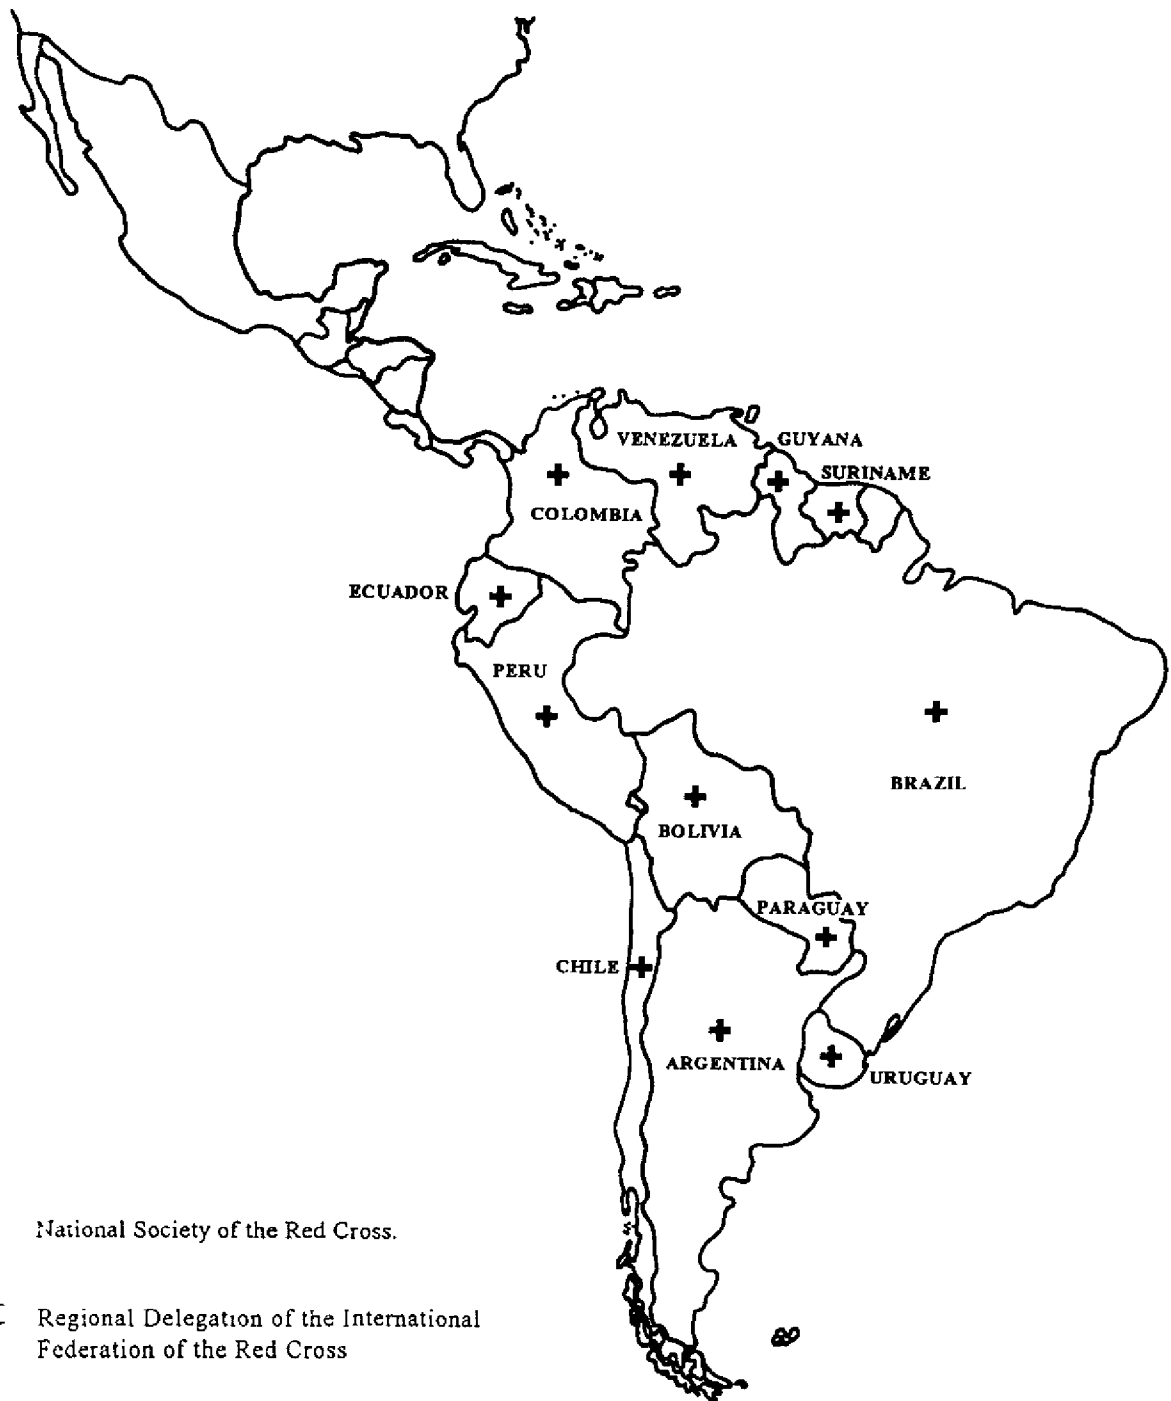 VENEZUELA
GUYANA
SURINAME
COLOMBIA
ECUADOR
PERU
BRAZIL
BOLIVIA
PARAGUAY
CHILE
ARGENTINA
URUGUAY
National Society of the Red Cross.
Regional Delegation of the International
Federation of the Red Cross